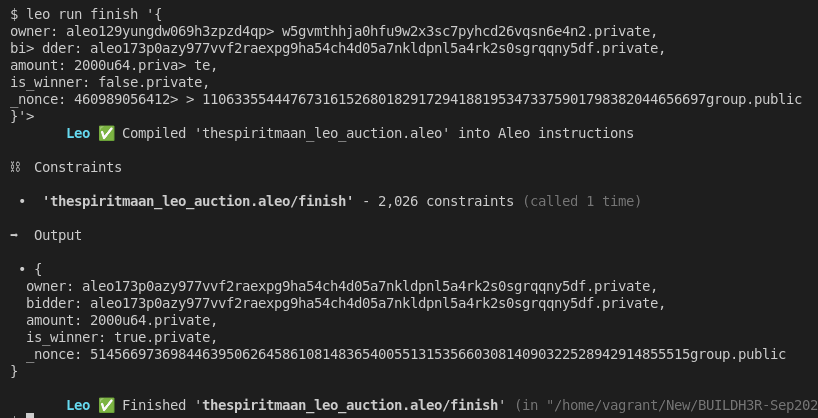 $ leo run finish '{
owner: aleo129yungdw069h3zpzd4qp> w5gvmthhja0hfu9w2x3sc7pyhcd26vqsn6e4n2.private,
bi> dder: aleo173p0azy977vvf2raexpg9ha54ch4d05a7nkldpnl5a4rk2s0sgrqqny5df.private,
amount: 2000u64.priva> te,
is_winner: false.private,
_nonce: 460989056412> > 1106335544476731615268018291729418819534733759017983820446566​97group.public
}'>
Leo ✅ Compiled 'thespiritmaan_leo_auction.aleo' into Aleo instructions
⛓ Constraints
• 'thespiritmaan_leo_auction.aleo/finish' - 2,026 constraints (called 1 time)
➡ Output
• {
owner: aleo173p0azy977vvf2raexpg9ha54ch4d05a7nkldpnl5a4rk2s0sgrqqny5df.private,
bidder: aleo173p0azy977vvf2raexpg9ha54ch4d05a7nkldpnl5a4rk2s0sgrqqny5df.private,
amount: 2000u64.private,
is_winner: true.private,
_nonce: 5145669736984463950626458610814836540055131535660308140903225289429148555​15group.public
}
Leo ✅ Finished 'thespiritmaan_leo_auction.aleo/finish' (in "/home/vagrant/New/BUILDH3R-Sep202